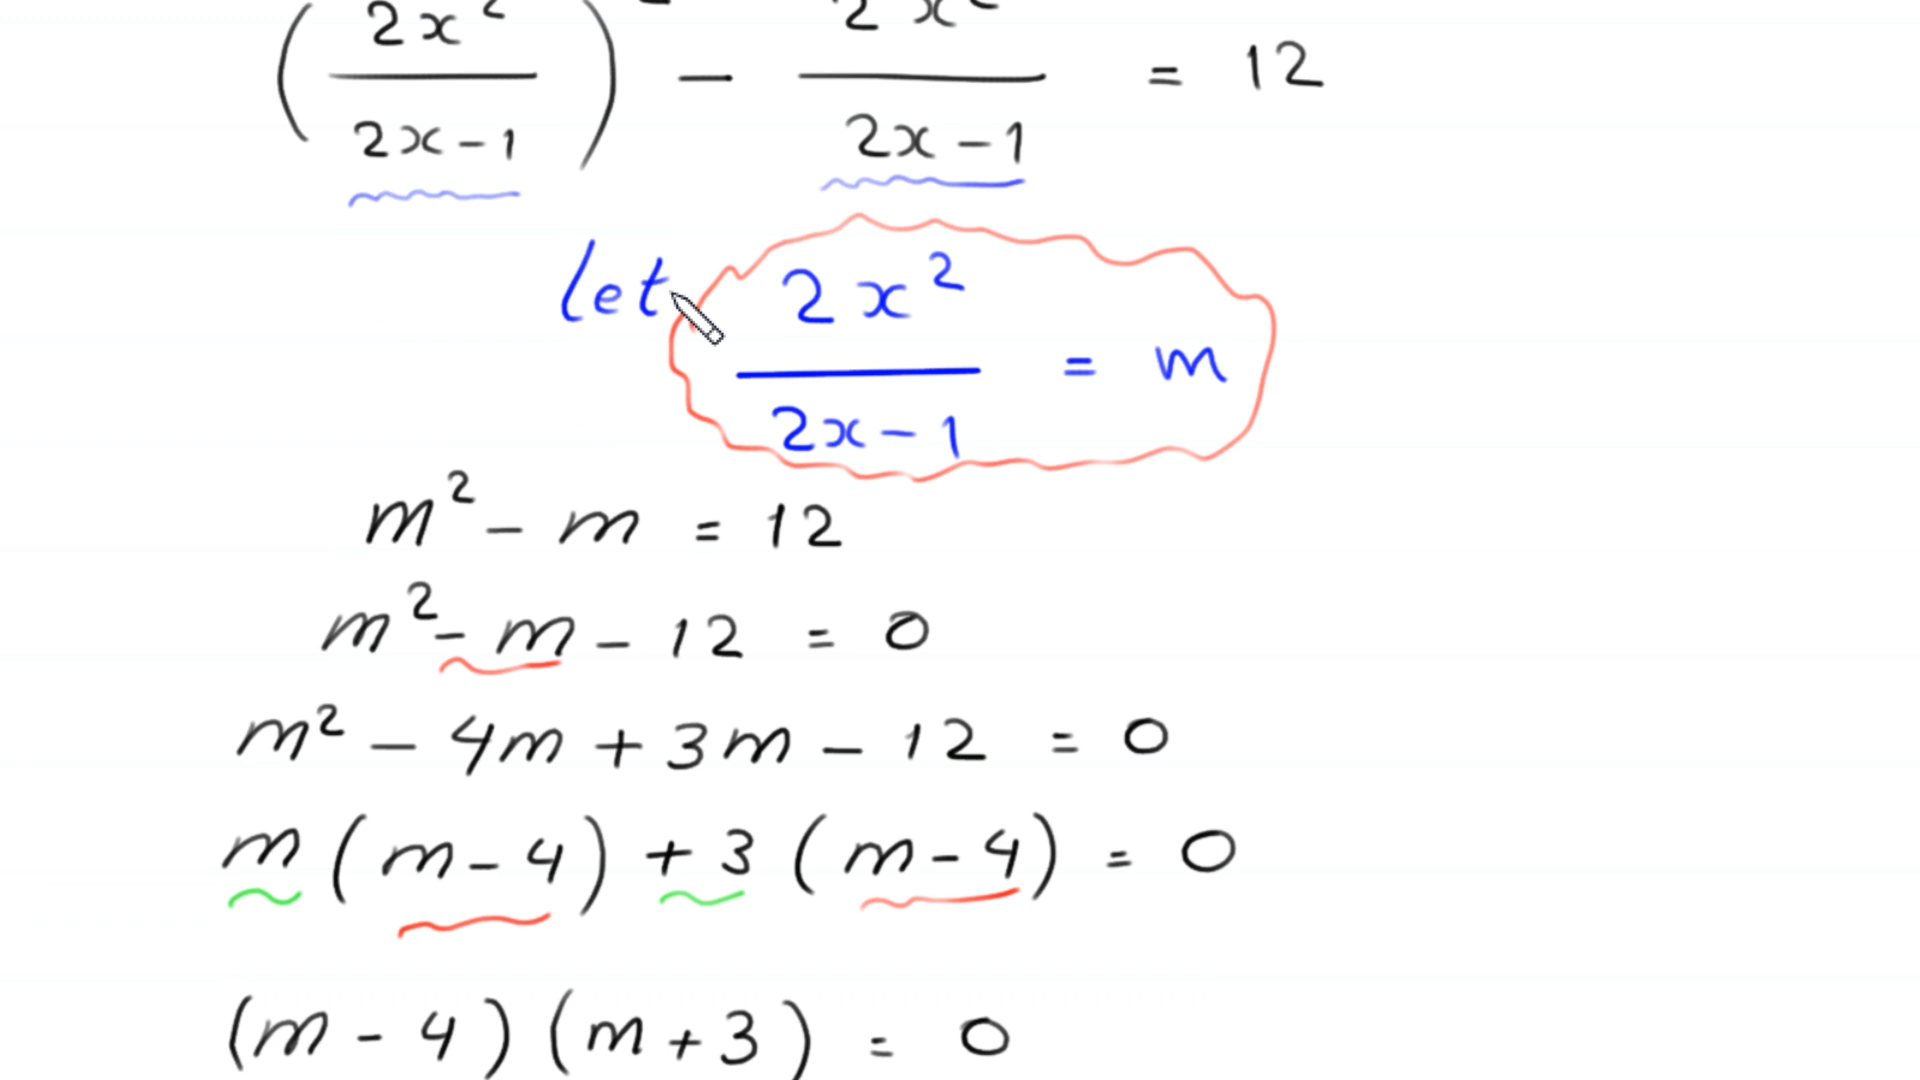 (2x²/2x-1)² - 2x²/2x-1 = 12
let 2x²/2x-1 = m
m² - m = 12
m² - m - 12 = 0
m² - 4m + 3m - 12 = 0
m(m-4) + 3(m-4) = 0
(m-4)(m+3) = 0